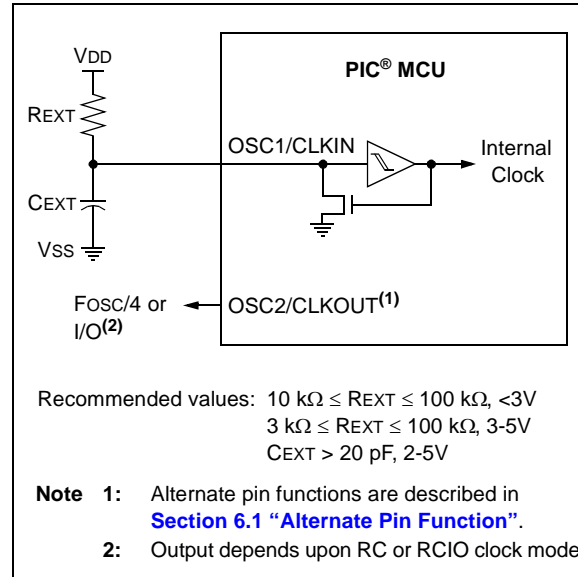 VDD
PIC® MCU
REXT
OSC1/CLKIN
Internal
Clock
CEXT
VSS
FOSC/4 or
I/O(2)
OSC2/CLKOUT(1)
Recommended values: 10 kΩ ≤ REXT ≤ 100 kΩ, <3V
3 kΩ ≤ REXT ≤ 100 kΩ, 3-5V
CEXT > 20 pF, 2-5V
Note 1: Alternate pin functions are described in
Section 6.1 “Alternate Pin Function”.
2: Output depends upon RC or RCIO clock mode